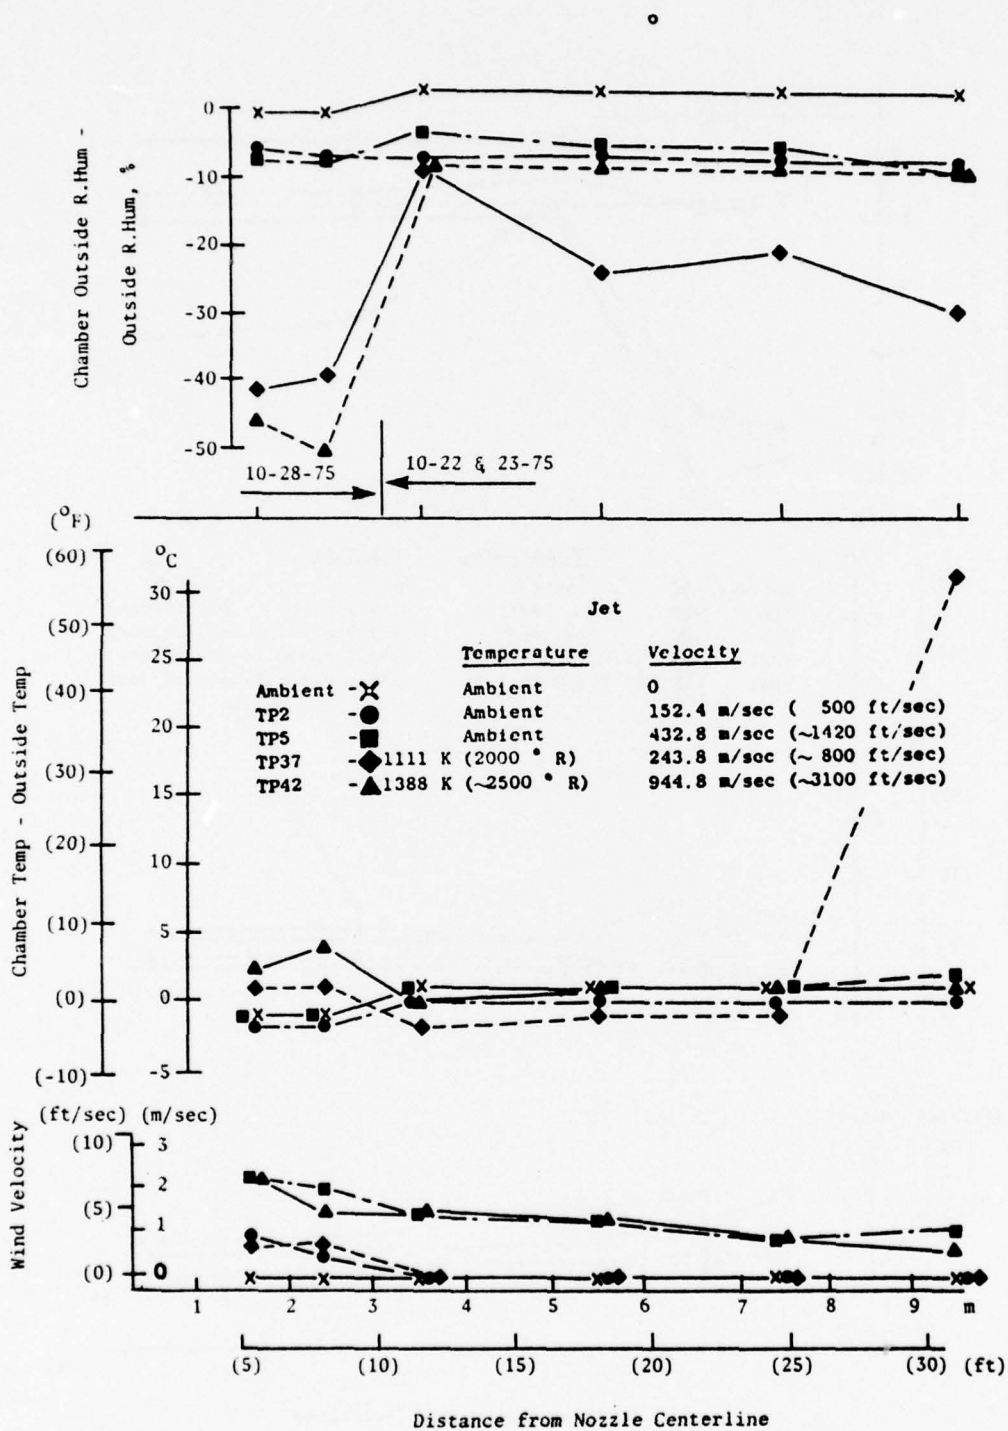 Chamber Outside R.Hum -
Outside R.Hum, %
0
-10
-20
-30
-40
-50
10-28-75
10-22 & 23-75
(°F)
(60)
(50)
(40)
(30)
(20)
(10)
(0)
(-10)
°C
30
25
20
15
10
5
0
-5
Chamber Temp - Outside Temp
Jet
Temperature Velocity
Ambient - Ambient 0
TP2 - Ambient 152.4 m/sec ( 500 ft/sec)
TP5 - Ambient 432.8 m/sec (~1420 ft/sec)
TP37 - 1111 K (2000 ° R) 243.8 m/sec (~ 800 ft/sec)
TP42 - 1388 K (~2500 ° R) 944.8 m/sec (~3100 ft/sec)
(ft/sec) (m/sec)
Wind Velocity
(10) 3
2
(5) 1
(0) 0
1 2 3 4 5 6 7 8 9 m
(5) (10) (15) (20) (25) (30) (ft)
Distance from Nozzle Centerline